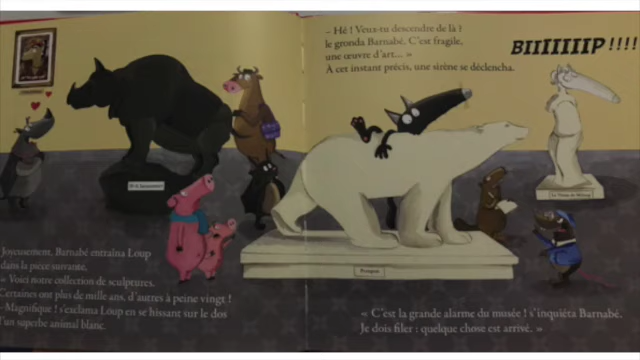 Joyeusement, Barnabé entraîna Loup
dans la pièce suivante.
« Voici notre collection de sculptures.
Certaines ont plus de mille ans, d'autres à peine vingt !
– Magnifique ! s'exclama Loup en se hissant sur le dos
d'un superbe animal blanc.
– Hé ! Veux-tu descendre de là ?
le gronda Barnabé. C'est fragile,
une œuvre d'art... »
À cet instant précis, une sirène se déclencha.
BIIIIIIIP !!!!
Pompon
« C'est la grande alarme du musée ! s'inquiéta Barnabé.
Je dois filer : quelque chose est arrivé. »